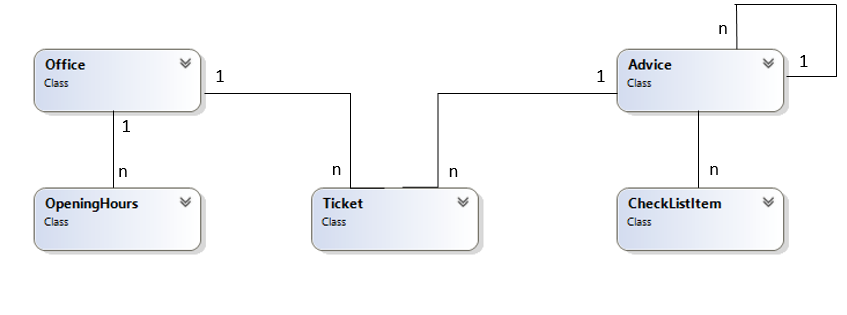 n
Office
Class
Advice
Class
1
1
1
1
n
n
n
n
OpeningHours
Class
Ticket
Class
CheckListItem
Class